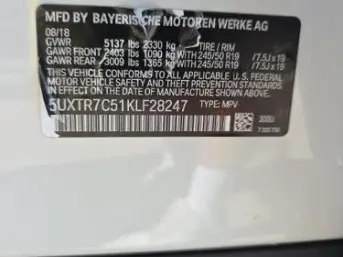 MFD BY BAYERISCHE MOTOREN WERKE AG
08/18
GVWR 5137 lbs 2330 kg TIRE / RIM
GAWR FRONT 2403 lbs 1090 kg WITH 245/50 R19 /7.5J x 19
GAWR REAR 3009 lbs 1365 kg WITH 245/50 R19 /7.5J x 19
THIS VEHICLE CONFORMS TO ALL APPLICABLE FEDERAL MOTOR VEHICLE SAFETY AND THEFT PREVENTION STANDARDS IN EFFECT ON THE DATE OF MANUFACTURE SHOWN ABOVE
5UXTR7C51KLF28247 TYPE: MPV